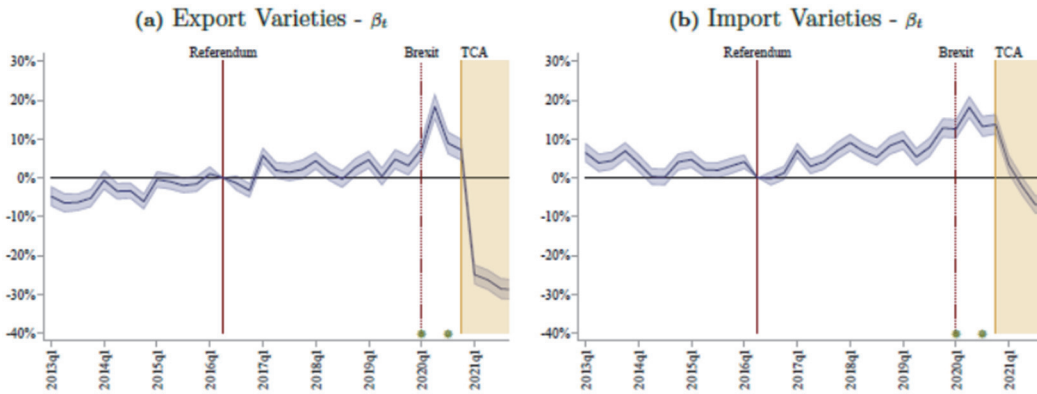 (a) Export Varieties - βt
Referendum
Brexit
TCA
30%
20%
10%
0%
-10%
-20%
-30%
-40%
2013q1
2014q1
2015q1
2016q1
2017q1
2018q1
2019q1
2020q1
2021q1
(b) Import Varieties - βt
Referendum
Brexit
TCA
30%
20%
10%
0%
-10%
-20%
-30%
-40%
2013q1
2014q1
2015q1
2016q1
2017q1
2018q1
2019q1
2020q1
2021q1